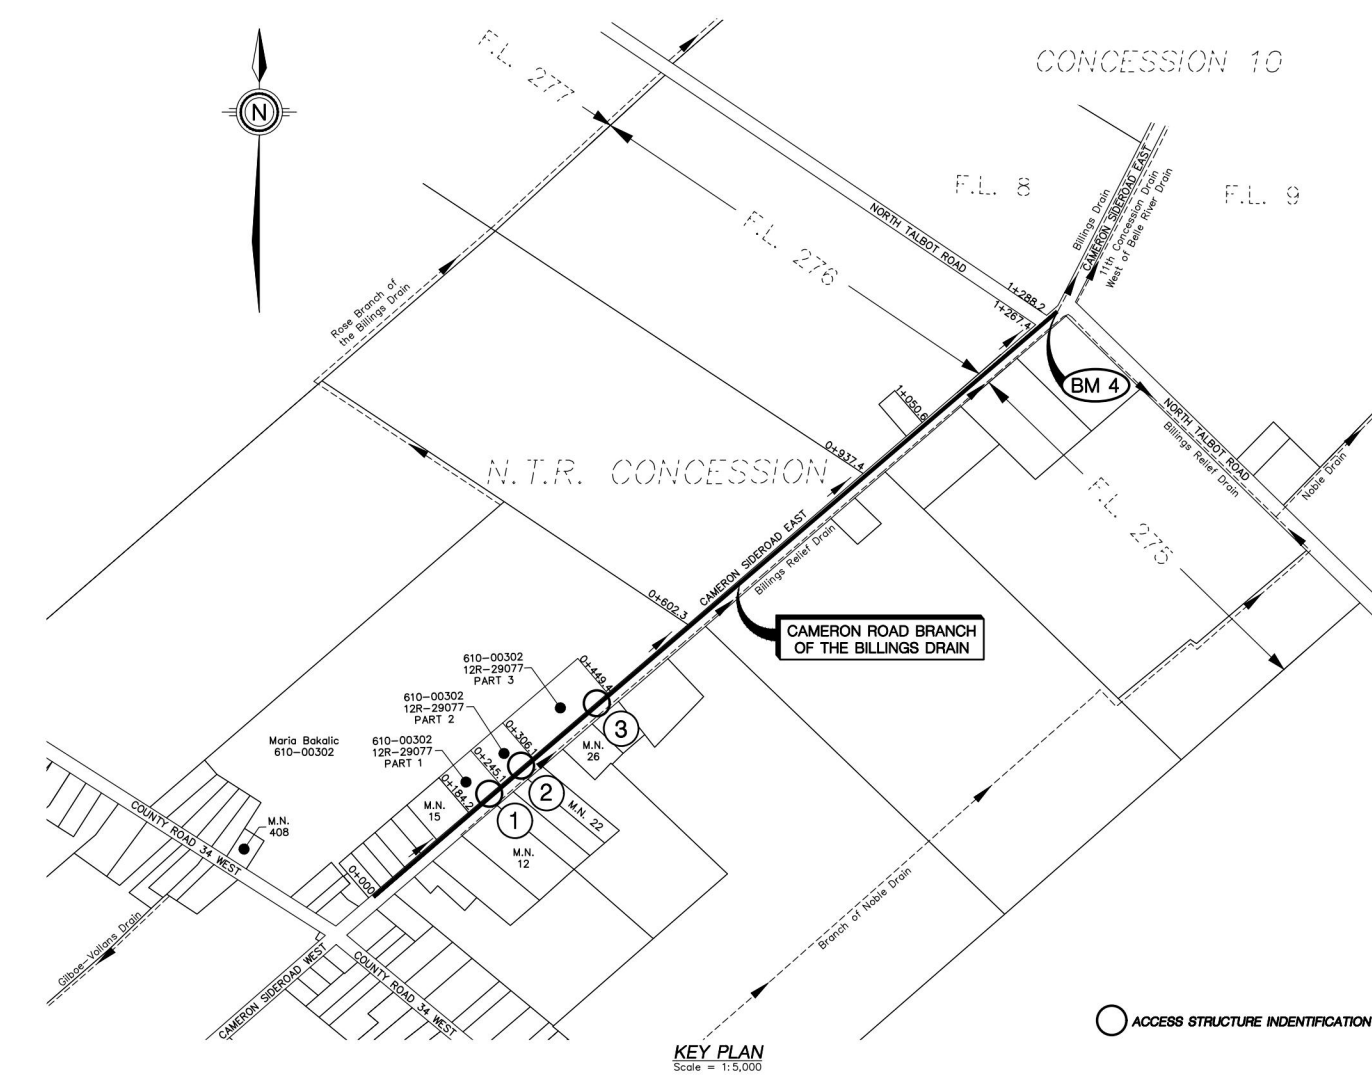 CONCESSION 10
F.L. 277
N
F.L. 8
F.L. 9
CAMERON SIDEROAD EAST
Billings Drain
11th Concession Drain
West of Belle River Drain
NORTH TALBOT ROAD
F.L. 276
Rose Branch of
the Billings Drain
1+288.2
1+267.4
BM 4
1+050.6
NORTH TALBOT ROAD
Billings Relief Drain
Noble Drain
0+937.4
N.T.R. CONCESSION
F.L. 275
CAMERON SIDEROAD EAST
Billings Relief Drain
0+602.3
CAMERON ROAD BRANCH
OF THE BILLINGS DRAIN
610-00302
12R-29077
PART 3
0+449.4
610-00302
12R-29077
PART 2
0+306.1
3
Maria Bakalic
610-00302
610-00302
12R-29077
PART 1
0+245.1
M.N.
26
0+184.2
2
M.N.
15
M.N. 22
1
M.N.
408
M.N.
12
COUNTY ROAD 34 WEST
0+000
Branch of Noble Drain
Gilboe-Vollans Drain
CAMERON SIDEROAD WEST
COUNTY ROAD 34 WEST
ACCESS STRUCTURE INDENTIFICATION
KEY PLAN
Scale = 1:5,000